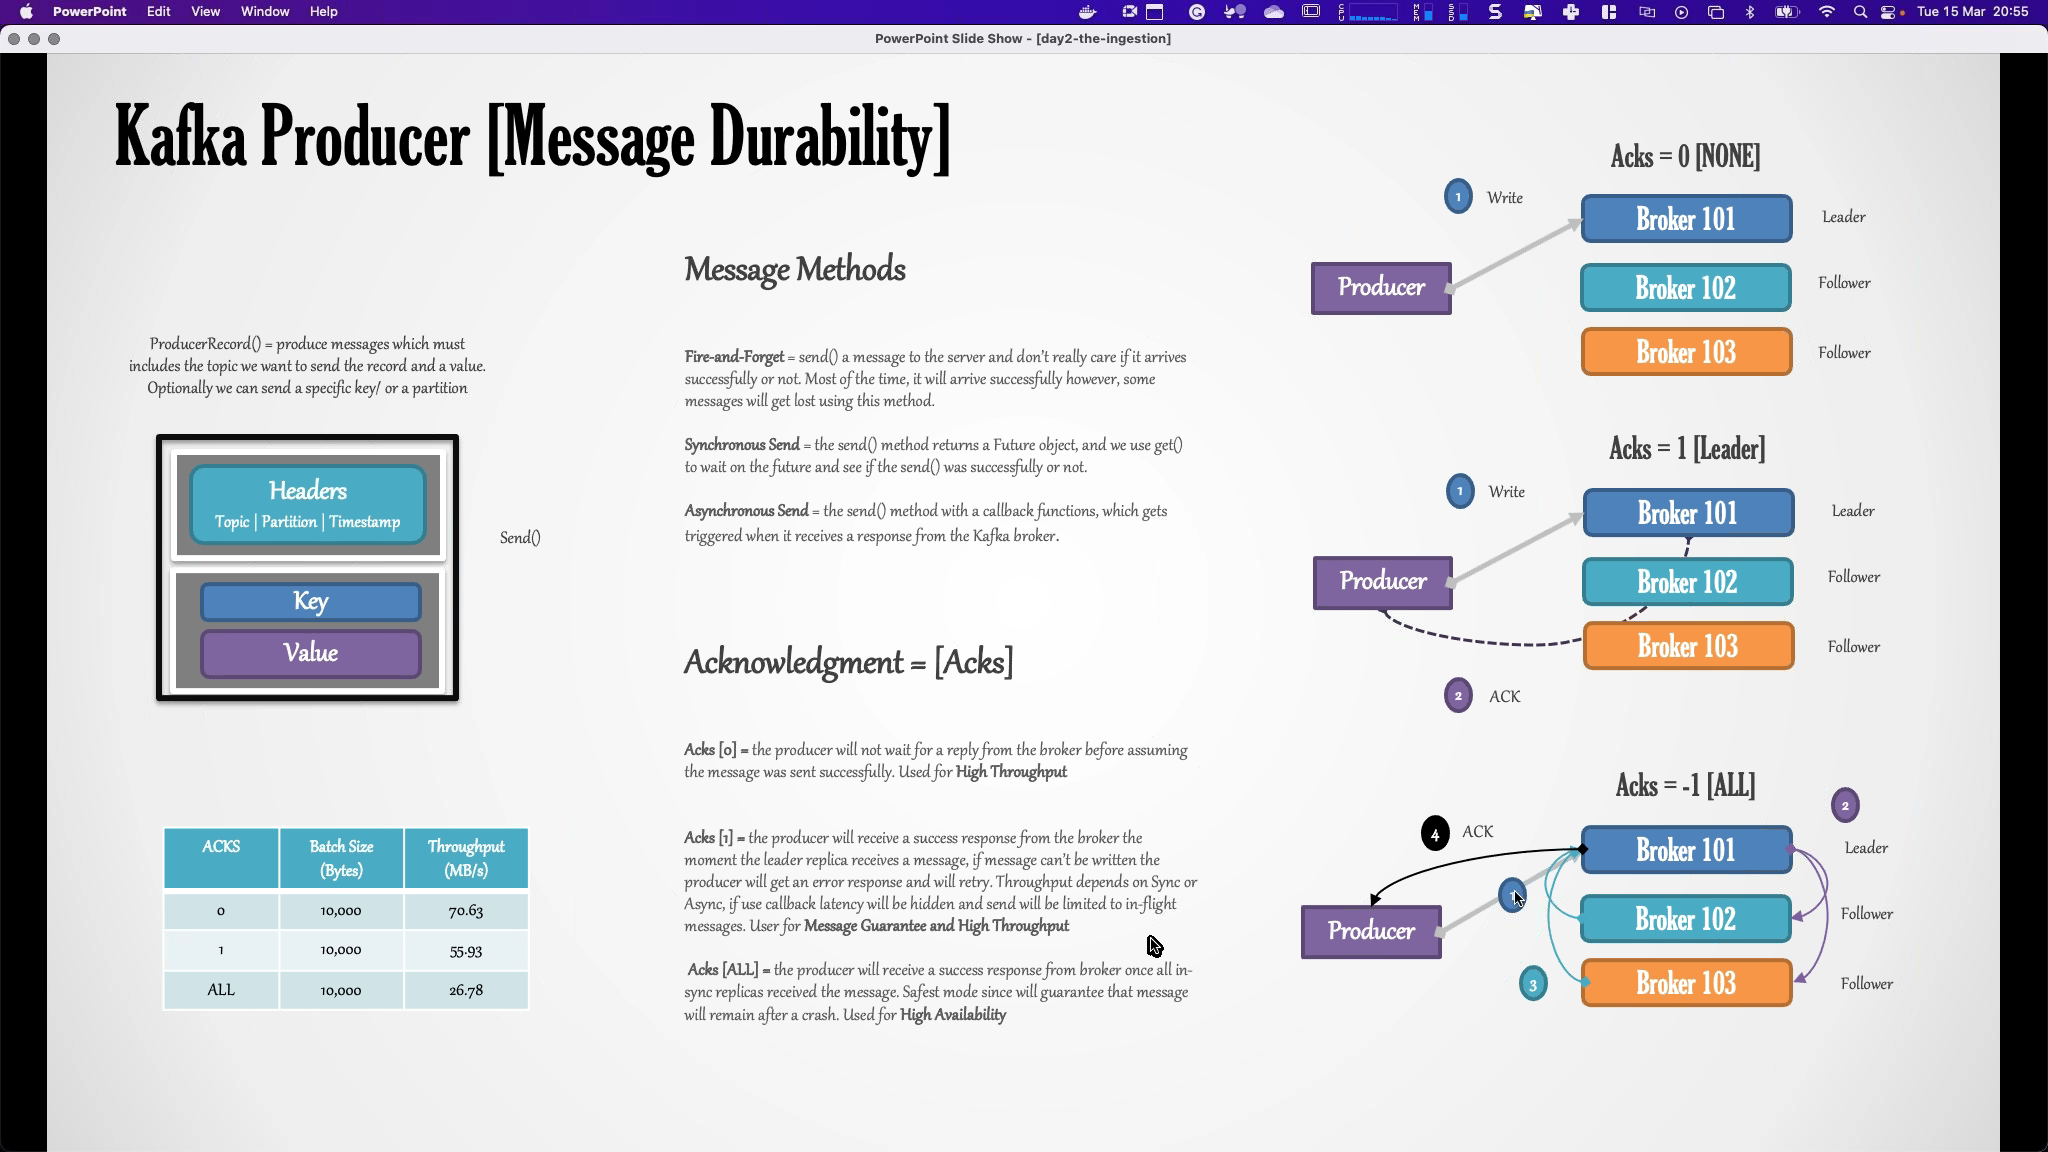 PowerPoint Edit View Window Help
Tue 15 Mar 20:55
PowerPoint Slide Show - [day2-the-ingestion]
Kafka Producer [Message Durability]
ProducerRecord() = produce messages which must
includes the topic we want to send the record and a value.
Optionally we can send a specific key/ or a partition
Headers
Topic | Partition | Timestamp
Key
Value
Send()
ACKS Batch Size (Bytes) Throughput (MB/s)
0 10,000 70.63
1 10,000 55.93
ALL 10,000 26.78
Message Methods
Fire-and-Forget = send() a message to the server and don't really care if it arrives
successfully or not. Most of the time, it will arrive successfully however, some
messages will get lost using this method.
Synchronous Send = the send() method returns a Future object, and we use get()
to wait on the future and see if the send() was successfully or not.
Asynchronous Send = the send() method with a callback functions, which gets
triggered when it receives a response from the Kafka broker.
Acknowledgment = [Acks]
Acks [0] = the producer will not wait for a reply from the broker before assuming
the message was sent successfully. Used for High Throughput
Acks [1] = the producer will receive a success response from the broker the
moment the leader replica receives a message, if message can't be written the
producer will get an error response and will retry. Throughput depends on Sync or
Async, if use callback latency will be hidden and send will be limited to in-flight
messages. User for Message Guarantee and High Throughput
Acks [ALL] = the producer will receive a success response from broker once all in-
sync replicas received the message. Safest mode since will guarantee that message
will remain after a crash. Used for High Availability
Acks = 0 [NONE]
1 Write
Producer
Broker 101 Leader
Broker 102 Follower
Broker 103 Follower
Acks = 1 [Leader]
1 Write
Producer
Broker 101 Leader
Broker 102 Follower
Broker 103 Follower
2 ACK
Acks = -1 [ALL]
2
4 ACK
Producer
Broker 101 Leader
Broker 102 Follower
Broker 103 Follower
3